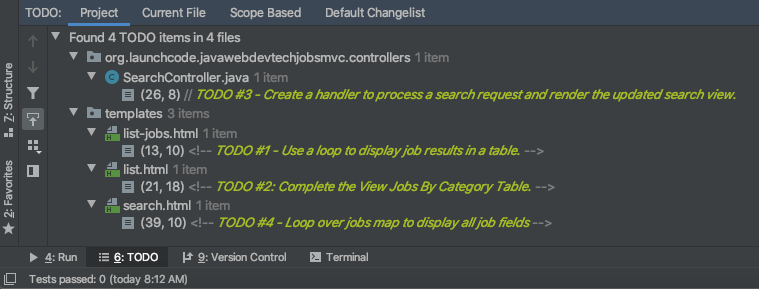 TODO: Project Current File Scope Based Default Changelist
Found 4 TODO items in 4 files
org.launchcode.javawebdevtechjobsmvc.controllers 1 item
C SearchController.java 1 item
(26, 8) // TODO #3 - Create a handler to process a search request and render the updated search view.
templates 3 items
H list-jobs.html 1 item
(13, 10) <!-- TODO #1 - Use a loop to display job results in a table. -->
H list.html 1 item
(21, 18) <!-- TODO #2: Complete the View Jobs By Category Table. -->
H search.html 1 item
(39, 10) <!-- TODO #4 - Loop over jobs map to display all job fields -->
Z: Structure
2: Favorites
4: Run 6: TODO 9: Version Control Terminal
Tests passed: 0 (today 8:12 AM)